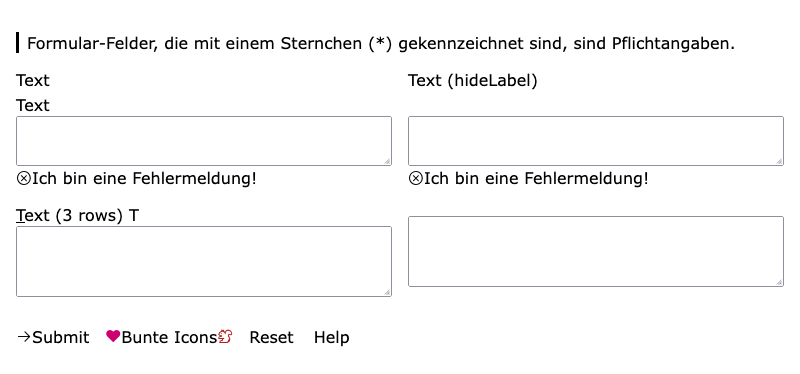 Formular-Felder, die mit einem Sternchen (*) gekennzeichnet sind, sind Pflichtangaben.
Text
Text (hideLabel)
Text
Ich bin eine Fehlermeldung!
Ich bin eine Fehlermeldung!
Text (3 rows) T
Submit Bunte Icons Reset Help